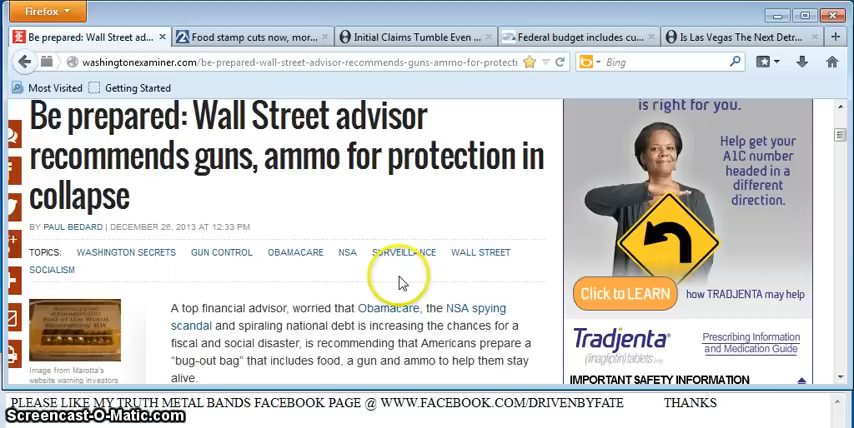 Firefox
Be prepared: Wall Street ad...
Food stamp cuts now, mor...
Initial Claims Tumble Even ...
Federal budget includes cu...
Is Las Vegas The Next Detr...
washingtonexaminer.com/be-prepared-wall-street-advisor-recommends-guns-ammo-for-protecti
Bing
Most Visited
Getting Started
Be prepared: Wall Street advisor
recommends guns, ammo for protection in
collapse
BY PAUL BEDARD | DECEMBER 26, 2013 AT 12:33 PM
TOPICS: WASHINGTON SECRETS GUN CONTROL OBAMACARE NSA SURVEILLANCE WALL STREET
SOCIALISM
A top financial advisor, worried that Obamacare, the NSA spying
scandal and spiraling national debt is increasing the chances for a
fiscal and social disaster, is recommending that Americans prepare a
“bug-out bag” that includes food, a gun and ammo to help them stay
alive.
Image from Marotta's
website warning investors
is right for you.
Help get your
A1C number
headed in a
different
direction.
Click to LEARN
how TRADJENTA may help
Tradjenta™
(linagliptin) tablets
Prescribing Information
and Medication Guide
IMPORTANT SAFETY INFORMATION
PLEASE LIKE MY TRUTH METAL BANDS FACEBOOK PAGE @ WWW.FACEBOOK.COM/DRIVENBYFATE THANKS
Screencast-O-Matic.com